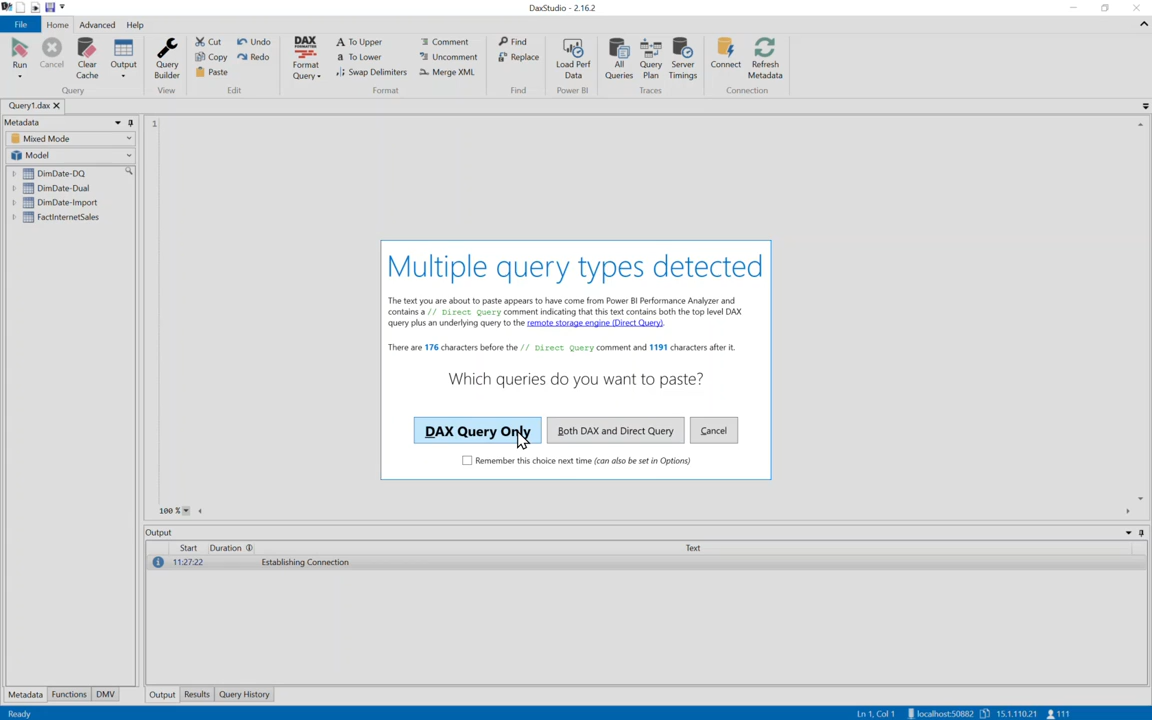 DaxStudio - 2.16.2
File Home Advanced Help
Run Cancel Clear Cache Output
Query
Query Builder
View
Cut Undo
Copy Redo
Paste
Edit
DAX FORMATTER
Format Query
To Upper Comment
To Lower Uncomment
Swap Delimiters Merge XML
Format
Find
Replace
Find
Load Perf Data
Power BI
All Queries Query Plan Server Timings
Traces
Connect Refresh Metadata
Connection
Query1.dax
Metadata
1
Mixed Mode
Model
DimDate-DQ
DimDate-Dual
DimDate-Import
FactInternetSales
Multiple query types detected
The text you are about to paste appears to have come from Power BI Performance Analyzer and
contains a // Direct Query comment indicating that this text contains both the top level DAX
query plus an underlying query to the remote storage engine (Direct Query).
There are 176 characters before the // Direct Query comment and 1191 characters after it.
Which queries do you want to paste?
DAX Query Only Both DAX and Direct Query Cancel
Remember this choice next time (can also be set in Options)
100 %
Output
Start Duration Text
11:27:22 Establishing Connection
Metadata Functions DMV Output Results Query History
Ready Ln 1, Col 1 localhost:50882 15.1.110.21 111